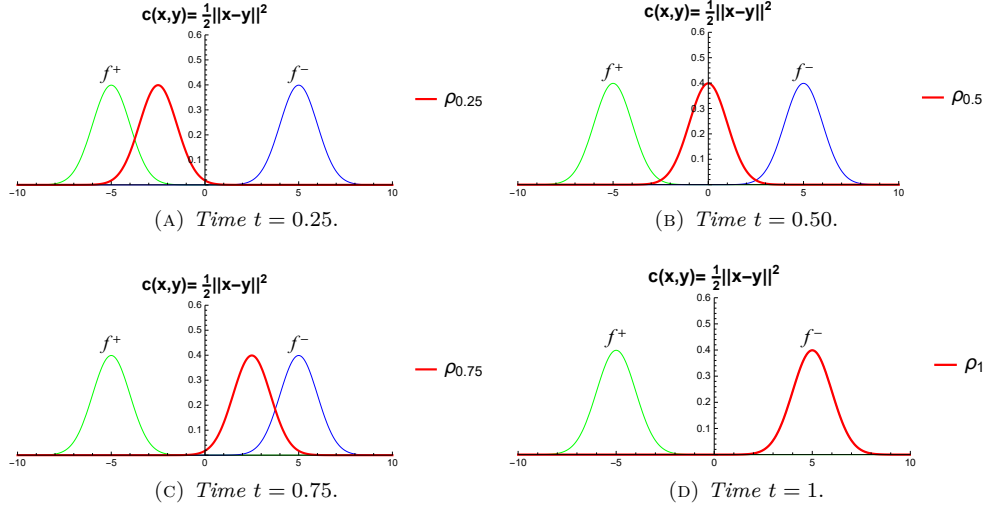 c(x,y)= 1/2||x-y||²
0.6
0.5
0.4
0.3
0.2
0.1
f⁺
f⁻
-10
-5
0
5
10
ρ0.25
(A) Time t = 0.25.
c(x,y)= 1/2||x-y||²
0.6
0.5
0.4
0.3
0.2
0.1
f⁺
f⁻
-10
-5
0
5
10
ρ0.5
(B) Time t = 0.50.
c(x,y)= 1/2||x-y||²
0.6
0.5
0.4
0.3
0.2
0.1
f⁺
f⁻
-10
-5
0
5
10
ρ0.75
(C) Time t = 0.75.
c(x,y)= 1/2||x-y||²
0.6
0.5
0.4
0.3
0.2
0.1
f⁺
f⁻
-10
-5
0
5
10
ρ1
(D) Time t = 1.